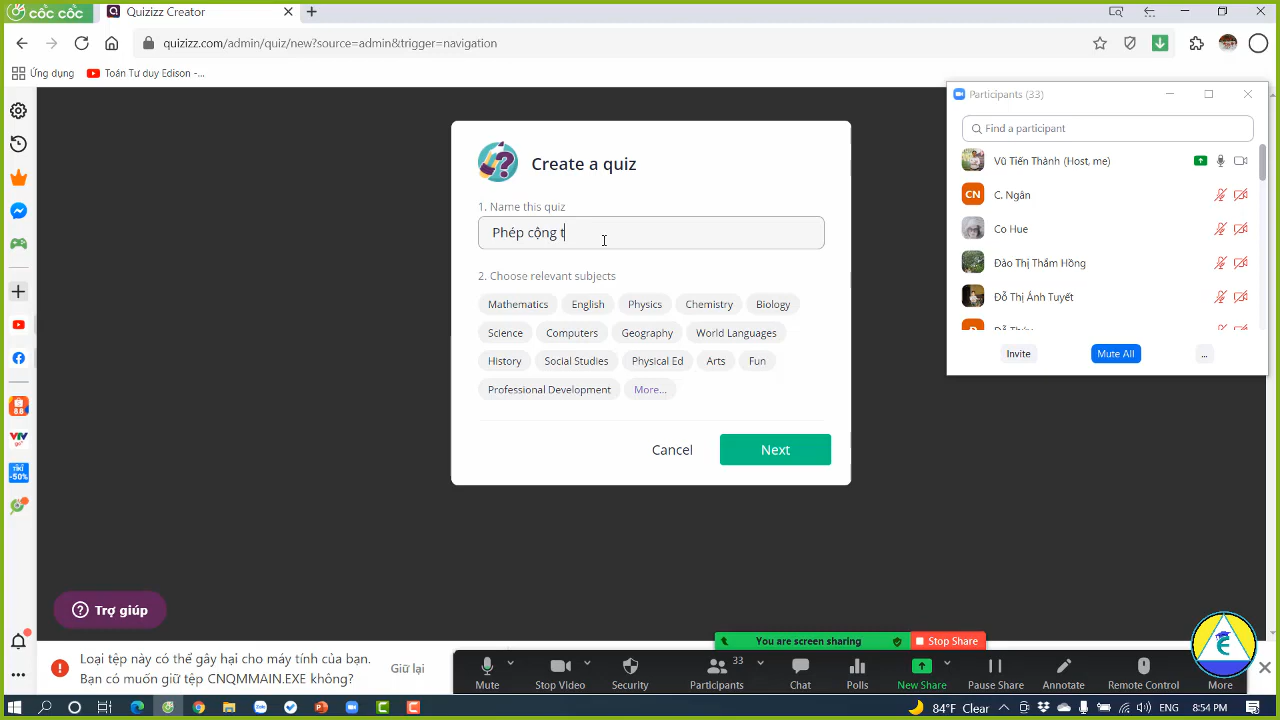 cốc cốc
Quizizz Creator
quizizz.com/admin/quiz/new?source=admin&trigger=navigation
Ứng dụng
Toán Tư duy Edison -...
Create a quiz
1. Name this quiz
Phép cộng t
2. Choose relevant subjects
Mathematics
English
Physics
Chemistry
Biology
Science
Computers
Geography
World Languages
History
Social Studies
Physical Ed
Arts
Fun
Professional Development
More...
Cancel
Next
Participants (33)
Find a participant
Vũ Tiến Thành (Host, me)
CN
C. Ngân
Co Hue
Đào Thị Thắm Hồng
Đỗ Thị Ánh Tuyết
Invite
Mute All
...
88
VTV
go
TIKI
-50%
Trợ giúp
You are screen sharing
Stop Share
Loại tệp này có thể gây hại cho máy tính của bạn.
Bạn có muốn giữ tệp CNQMMAIN.EXE không?
Giữ lại
33
Mute
Stop Video
Security
Participants
Chat
Polls
New Share
Pause Share
Annotate
Remote Control
More
84°F Clear
ENG
8:54 PM